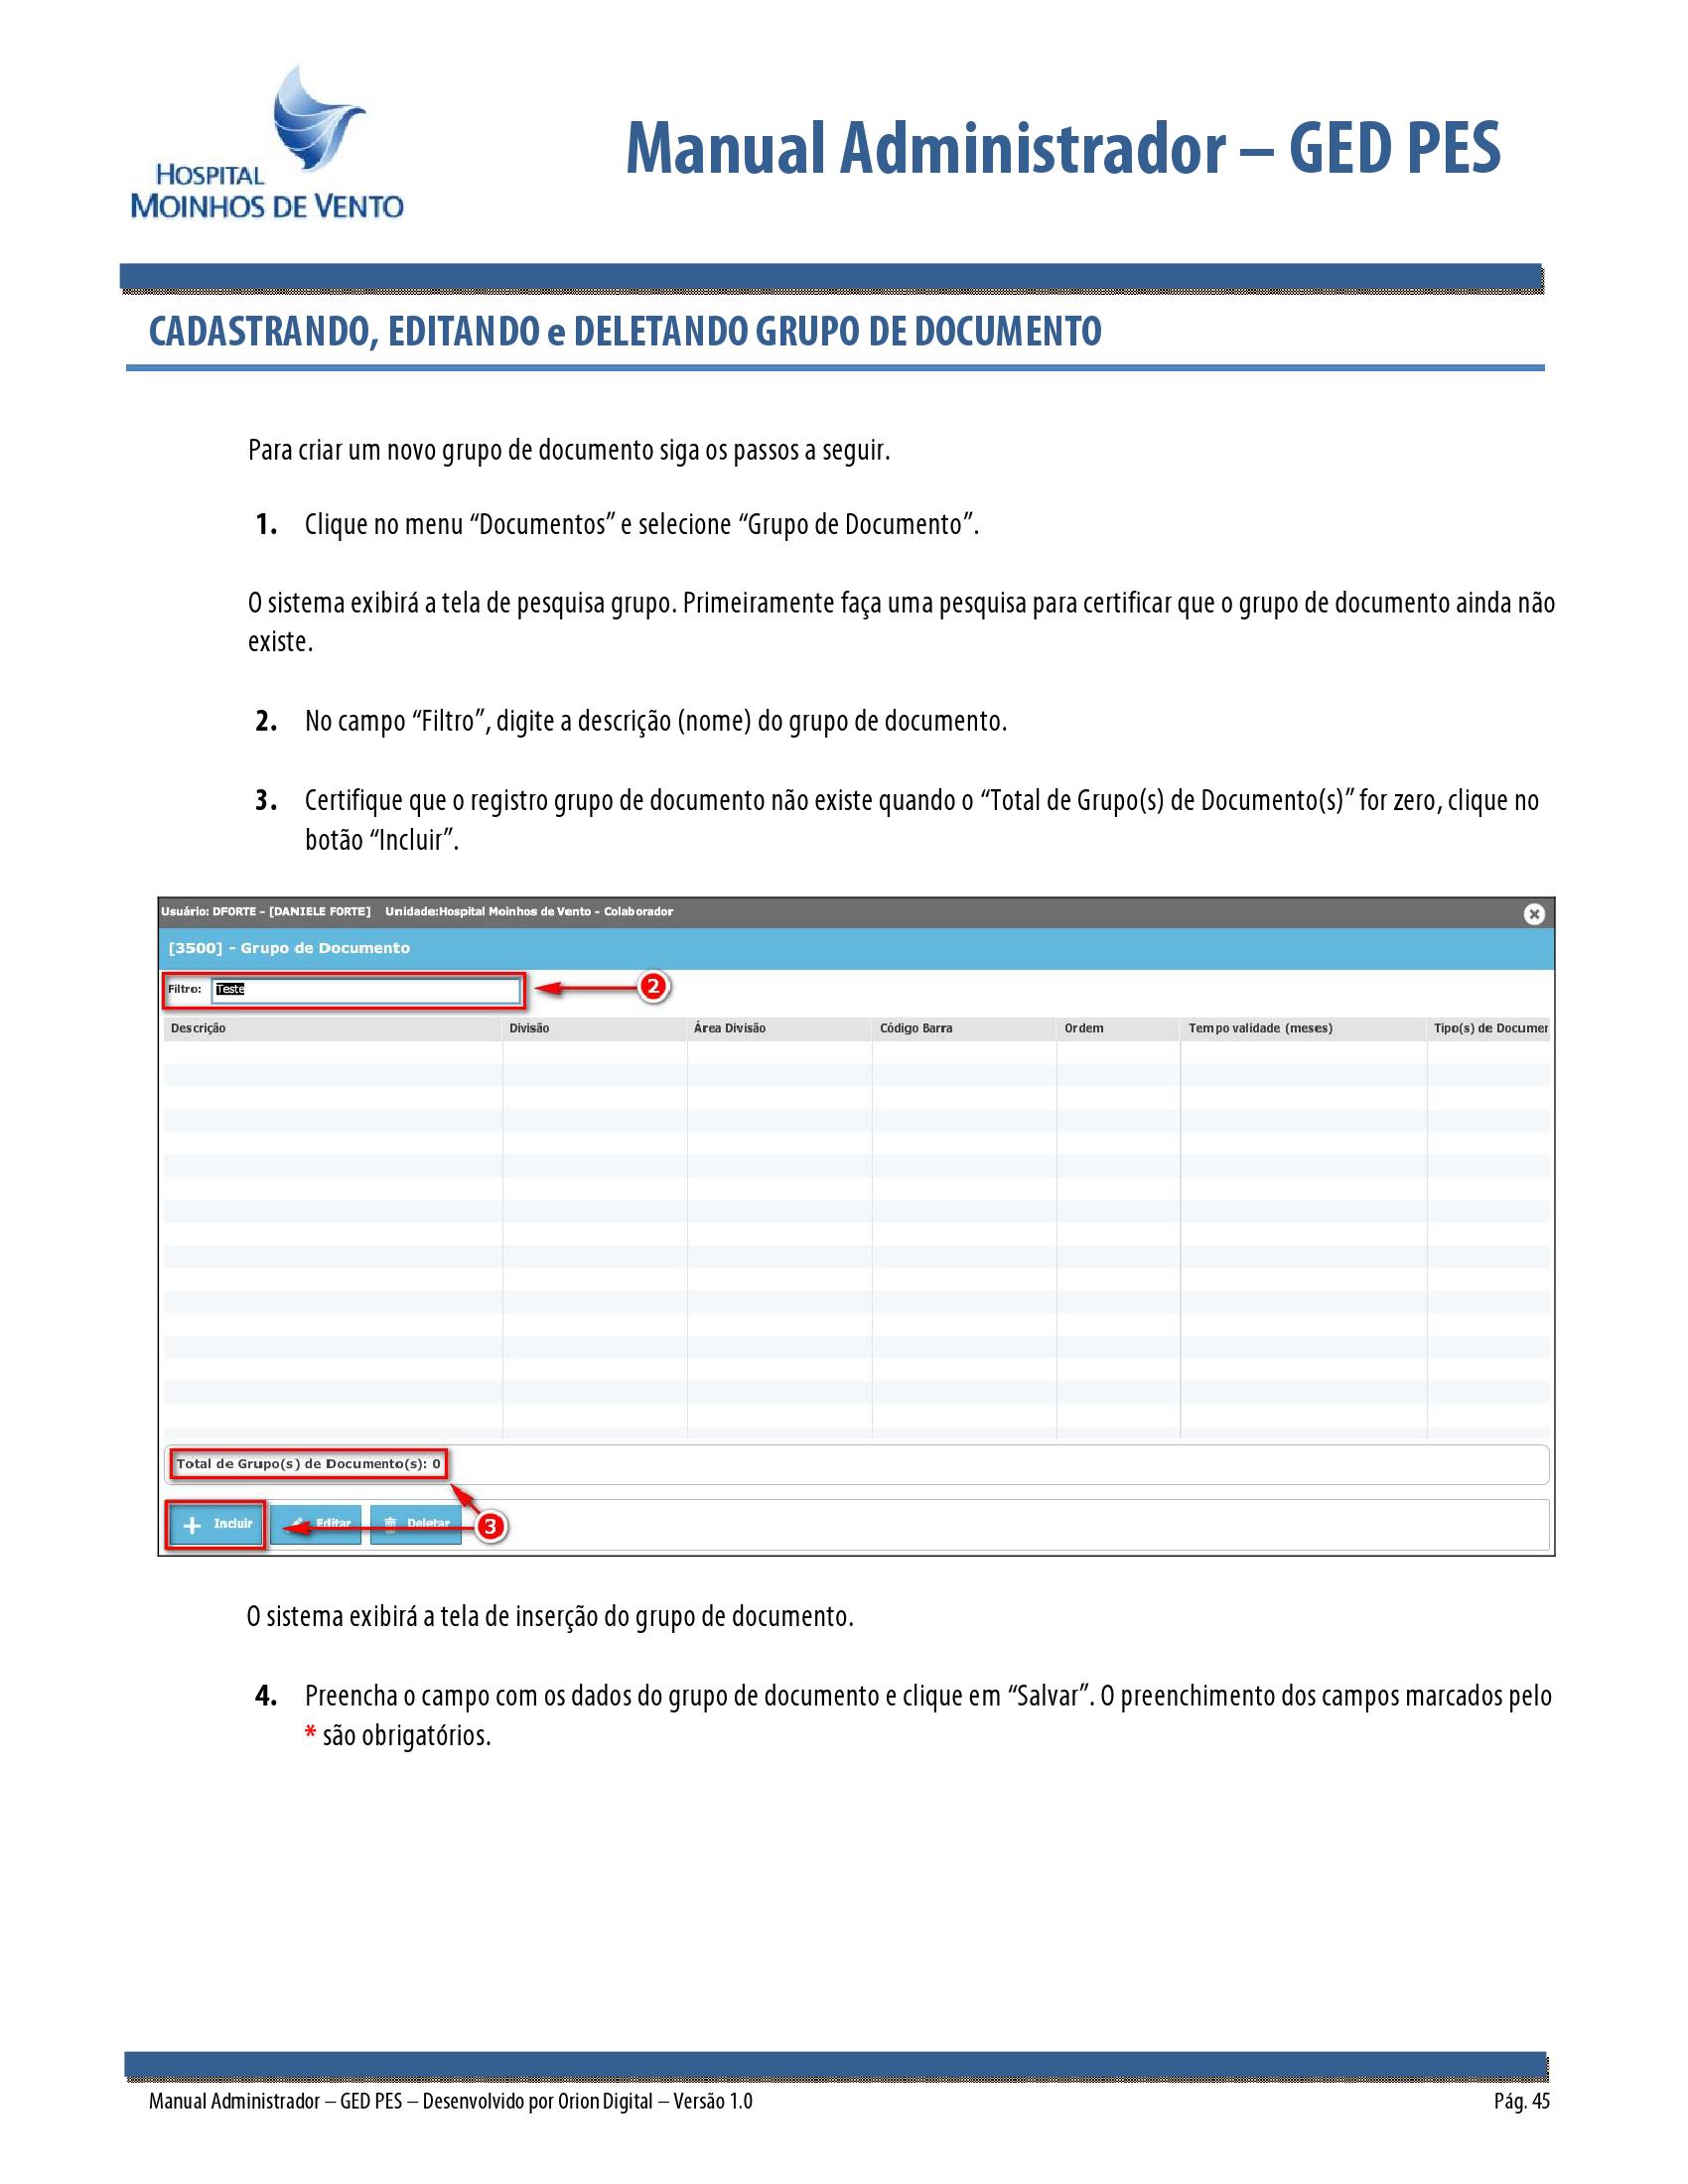 HOSPITAL
MOINHOS DE VENTO
Manual Administrador – GED PES
CADASTRANDO, EDITANDO e DELETANDO GRUPO DE DOCUMENTO
Para criar um novo grupo de documento siga os passos a seguir.
1. Clique no menu “Documentos” e selecione “Grupo de Documento”.
O sistema exibirá a tela de pesquisa grupo. Primeiramente faça uma pesquisa para certificar que o grupo de documento ainda não
existe.
2. No campo “Filtro”, digite a descrição (nome) do grupo de documento.
3. Certifique que o registro grupo de documento não existe quando o “Total de Grupo(s) de Documento(s)” for zero, clique no
botão “Incluir”.
Usuário: DFORTE - [DANIELE FORTE] Unidade:Hospital Moinhos de Vento - Colaborador
[3500] - Grupo de Documento
Filtro: Teste 2
Descrição Divisão Área Divisão Código Barra Ordem Tempo validade (meses) Tipo(s) de Documer
Total de Grupo(s) de Documento(s): 0
Incluir Editar Deletar 3
O sistema exibirá a tela de inserção do grupo de documento.
4. Preencha o campo com os dados do grupo de documento e clique em “Salvar”. O preenchimento dos campos marcados pelo
* são obrigatórios.
Manual Administrador – GED PES – Desenvolvido por Orion Digital – Versão 1.0 Pág. 45